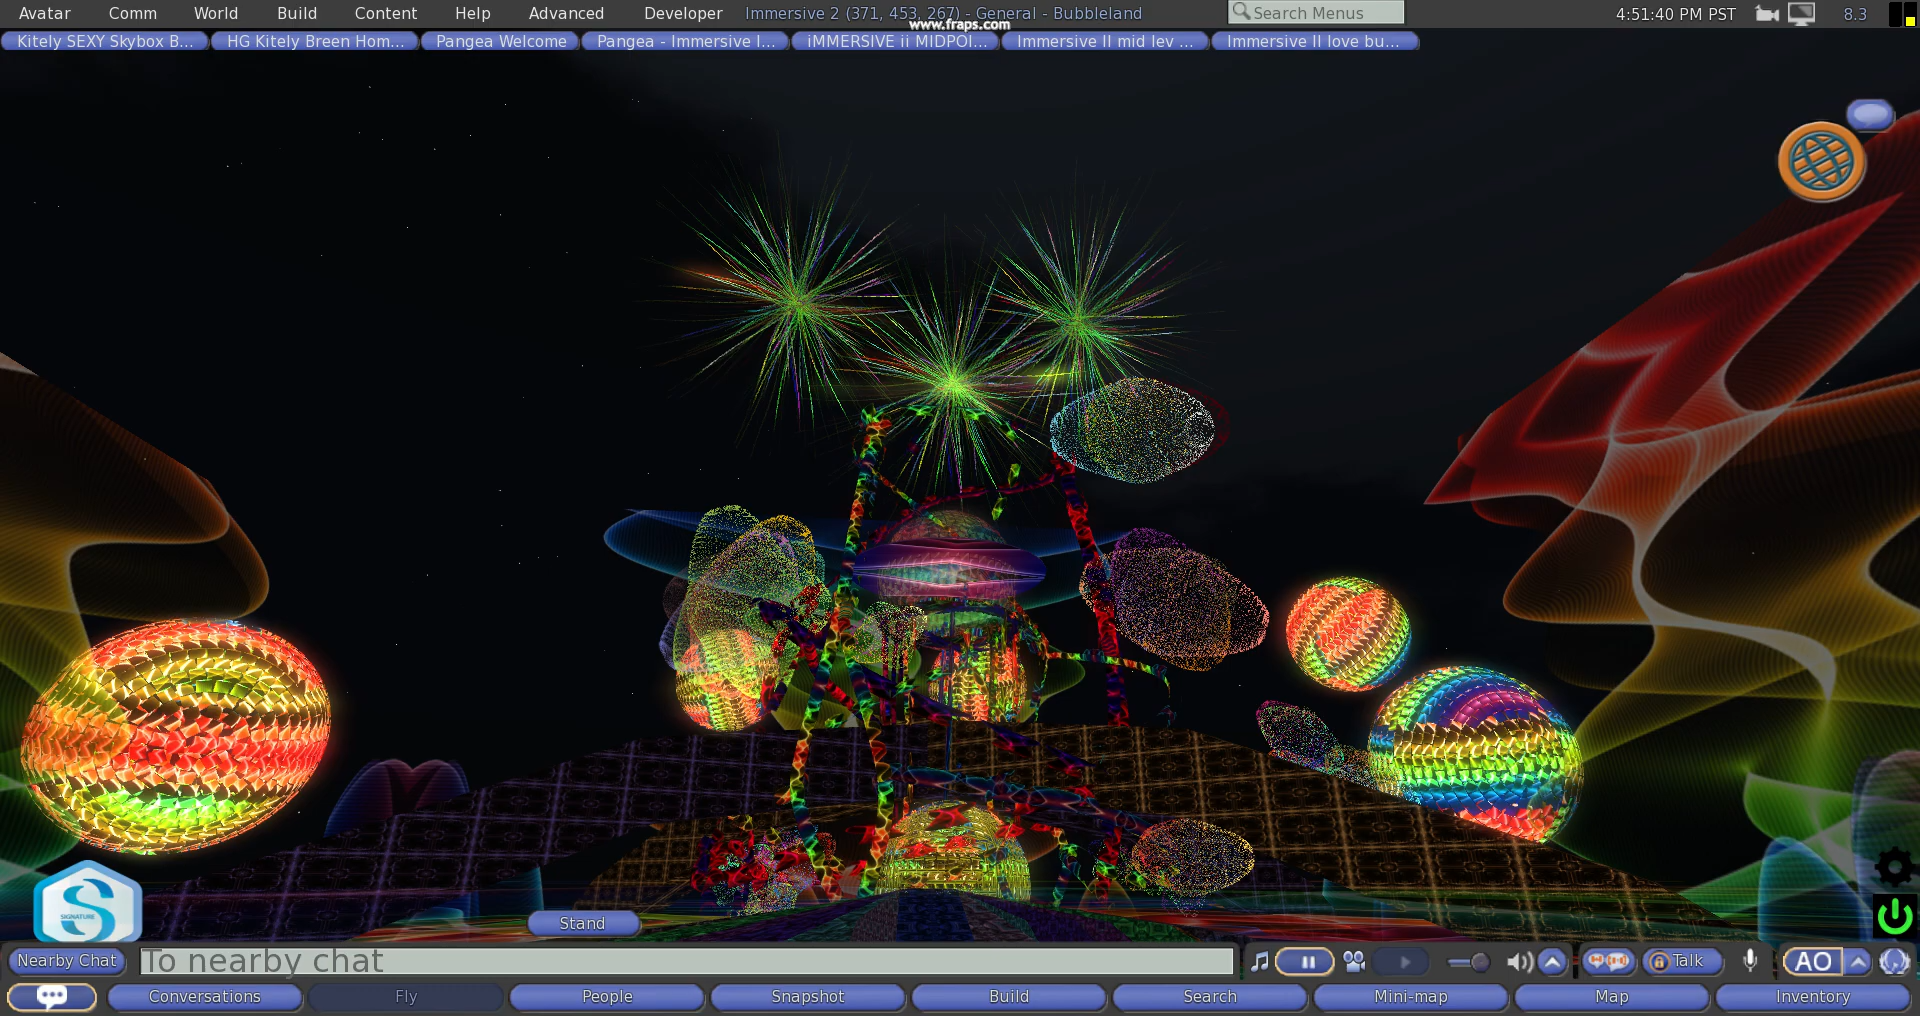 Avatar Comm World Build Content Help Advanced Developer Immersive 2 (371, 453, 267) - General - Bubbleland Search Menus 4:51:40 PM PST 8.3
www.fraps.com
Kitely SEXY Skybox B... HG Kitely Breen Hom... Pangea Welcome Pangea - Immersive I... iMMERSIVE ii MIDPOI... Immersive II mid lev ... Immersive II love bu...
SIGNATURE
Stand
Nearby Chat To nearby chat Talk AO
Conversations Fly People Snapshot Build Search Mini-map Map Inventory